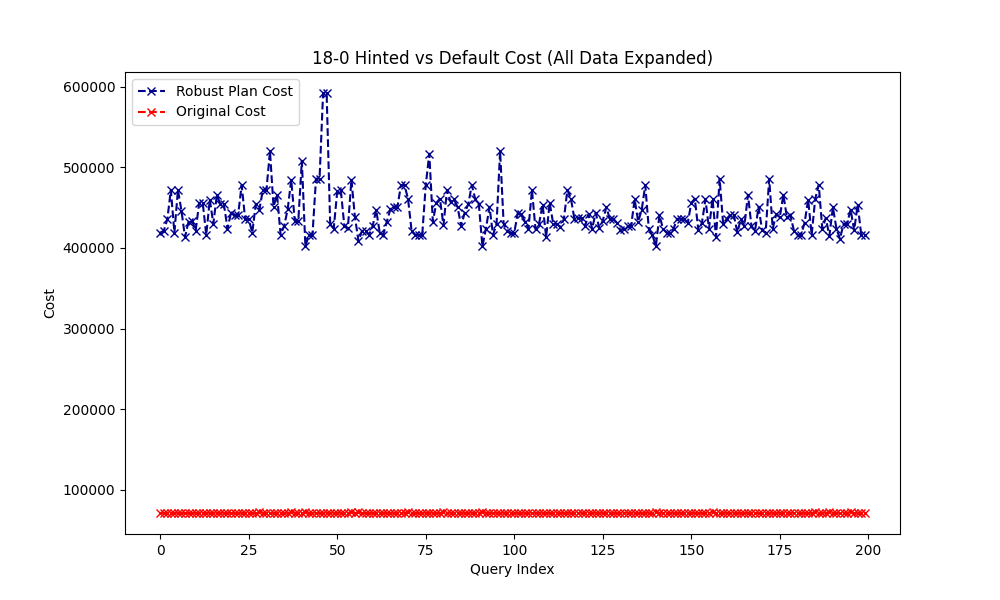 18-0 Hinted vs Default Cost (All Data Expanded)
Robust Plan Cost
Original Cost
600000
500000
400000
300000
200000
100000
Cost
0 25 50 75 100 125 150 175 200
Query Index